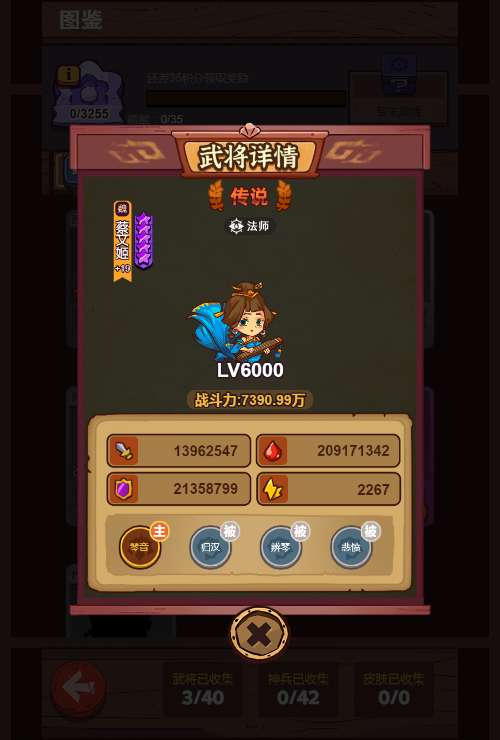 图鉴
0/3255
0/35
武将详情
传说
魏
蔡文姬
+19
法师
LV6000
战斗力:7390.99万
13962547
209171342
21358799
2267
主
琴音
被
归汉
被
辨琴
被
悲愤
武将已收集
3/40
神兵已收集
0/42
皮肤已收集
0/0